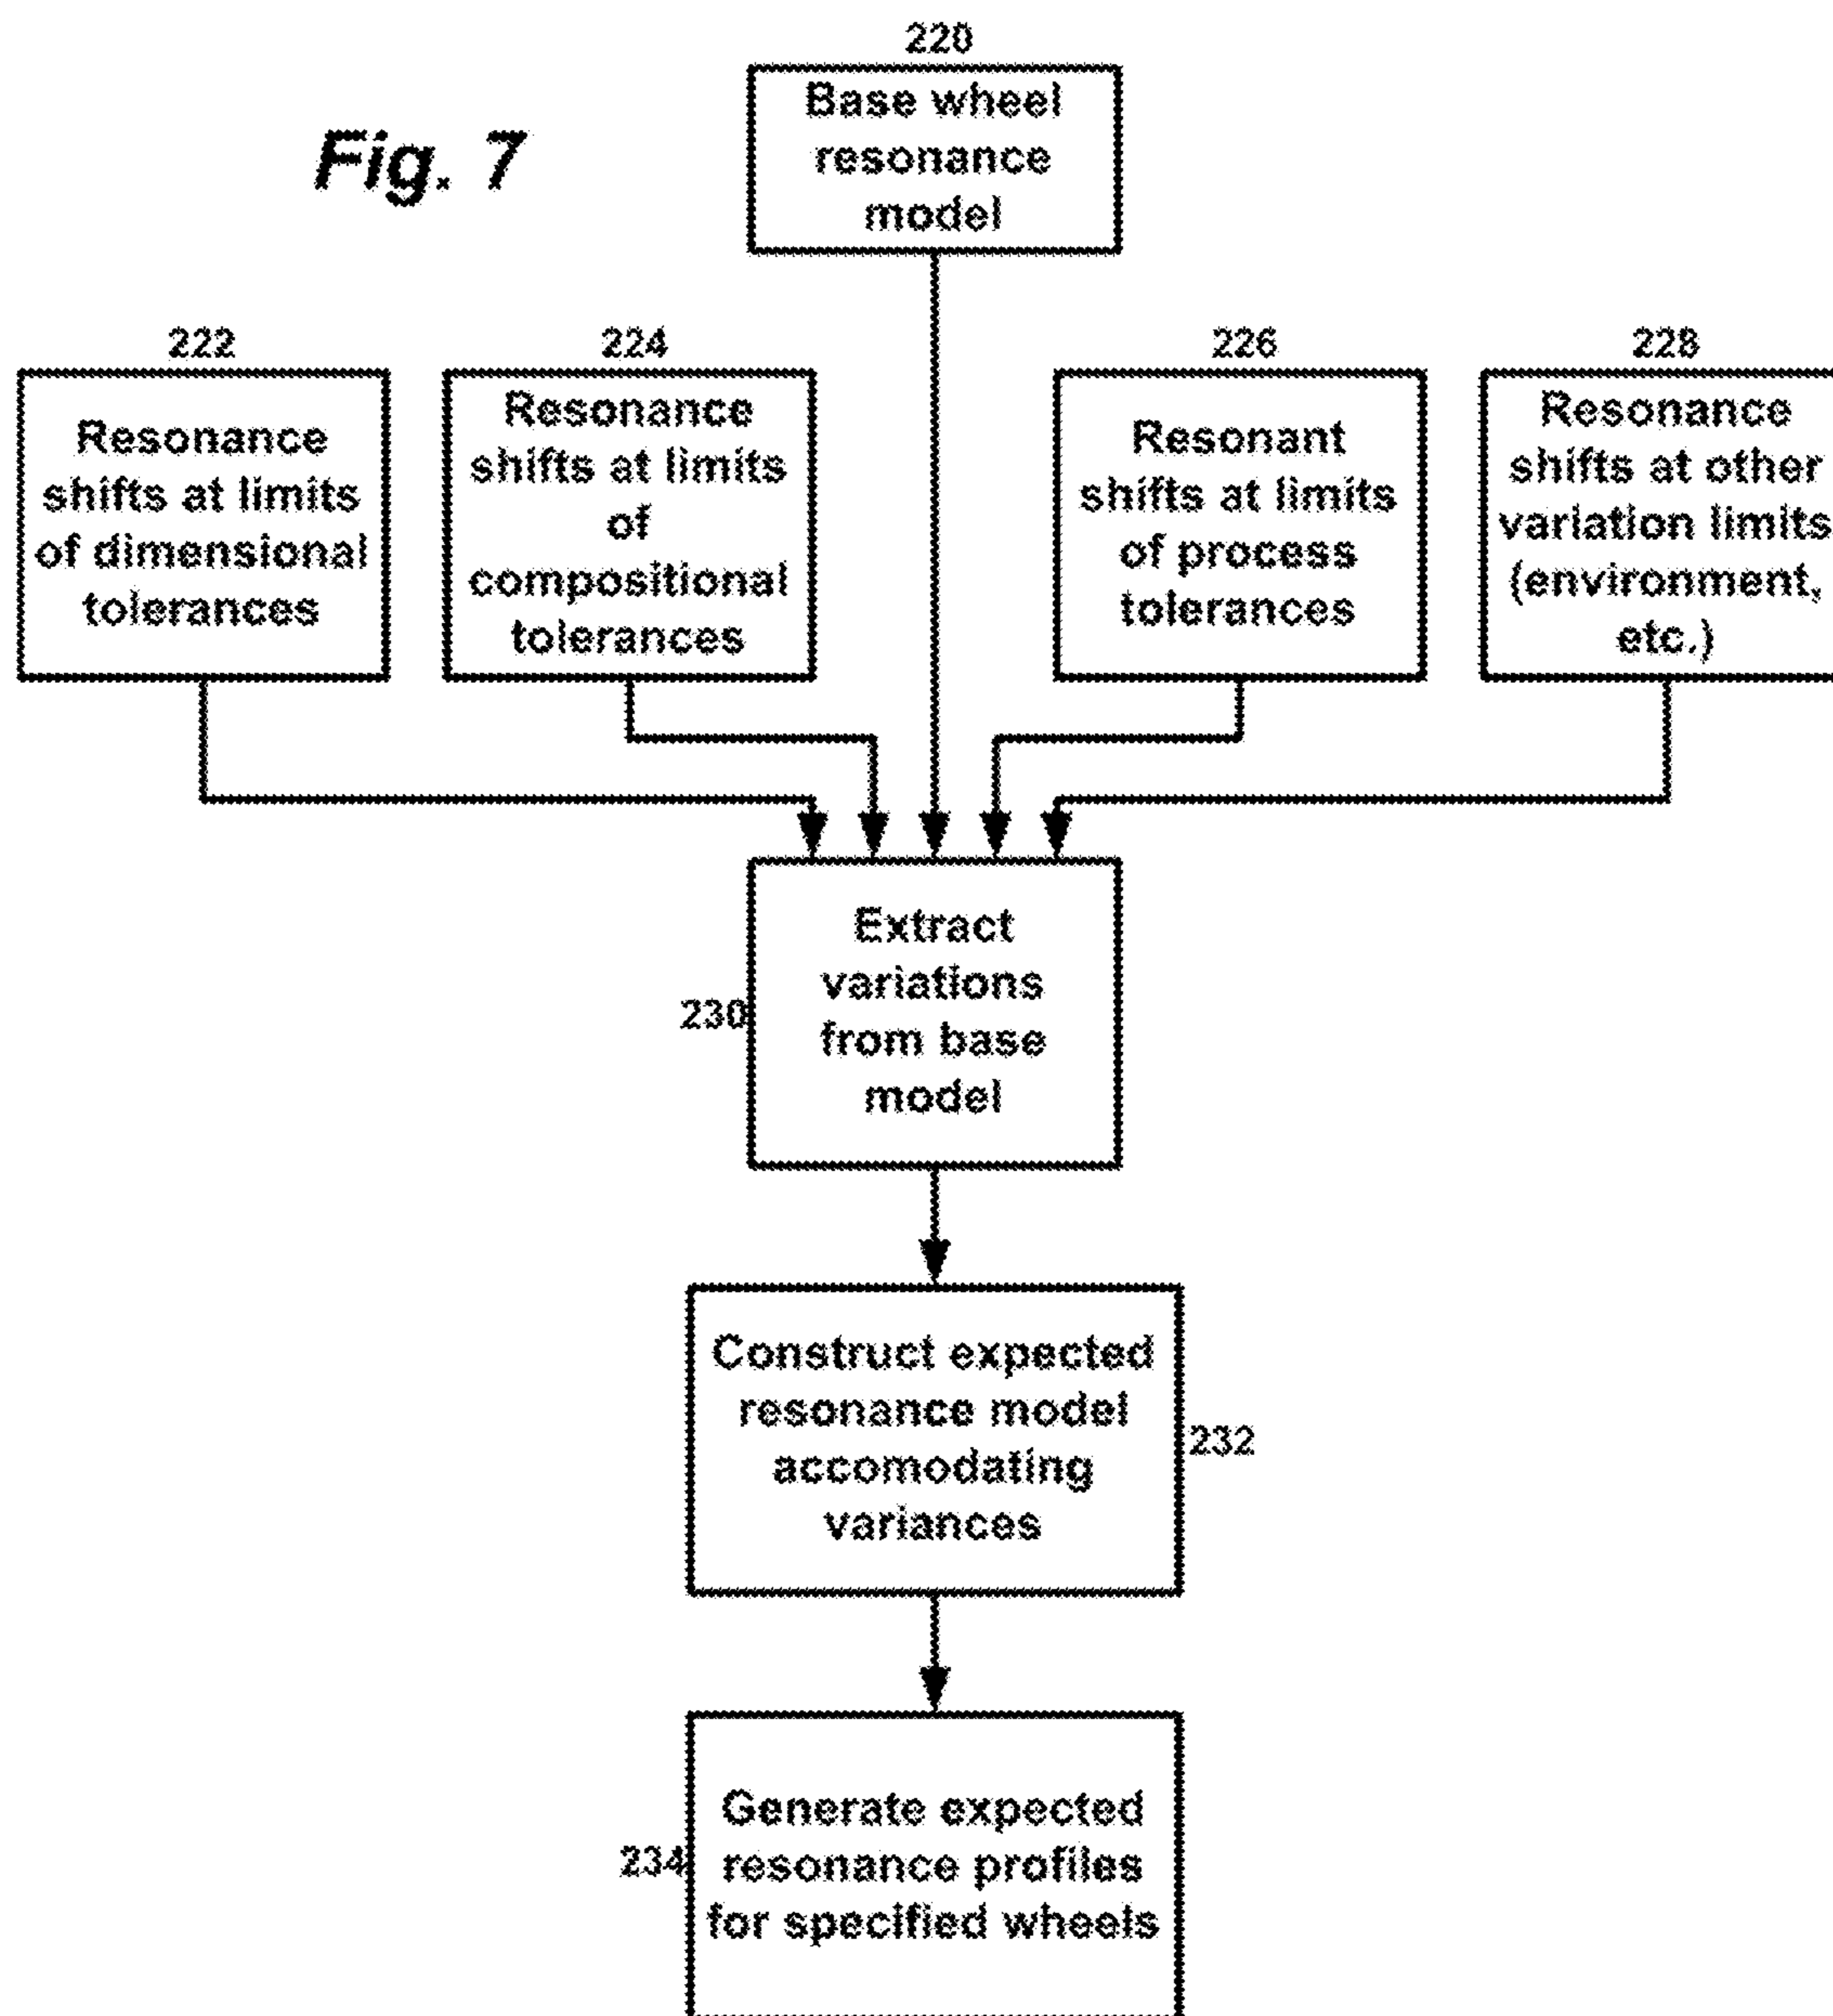 220
Base wheel
resonance
model
Fig. 7
222
Resonance
shifts at limits
of dimensional
tolerances
224
Resonance
shifts at limits
of
compositional
tolerances
226
Resonant
shifts at limits
of process
tolerances
228
Resonance
shifts at other
variation limits
(environment,
etc.)
Extract
variations
from base
model
230
Construct expected
resonance model
accomodating
variances
232
Generate expected
resonance profiles
for specified wheels
234